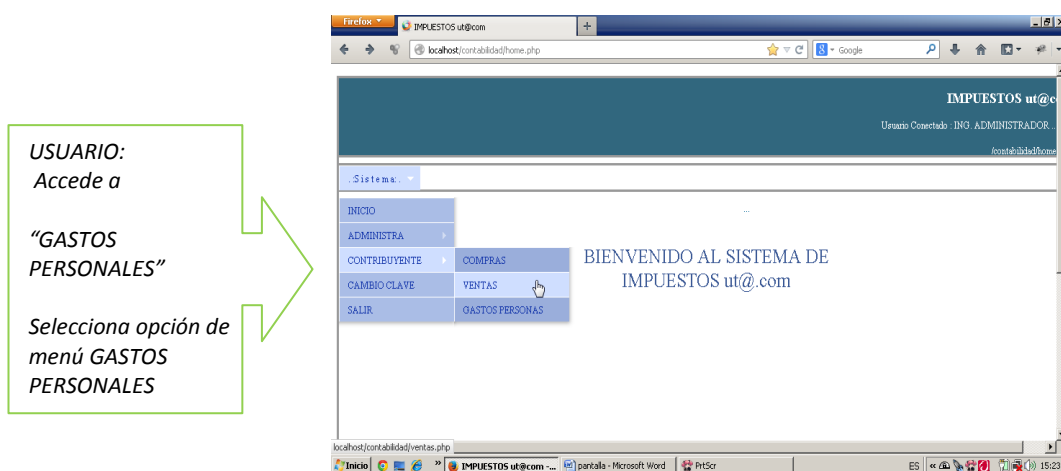 USUARIO:
Accede a
“GASTOS
PERSONALES”
Selecciona opción de
menú GASTOS
PERSONALES
Firefox
IMPUESTOS ut@com
localhost/contabilidad/home.php
Google
IMPUESTOS ut@c
Usuario Conectado : ING. ADMINISTRADOR ..
/contabilidad/home
.:Sistema:.
...
INICIO
ADMINISTRA
CONTRIBUYENTE
CAMBIO CLAVE
SALIR
COMPRAS
VENTAS
GASTOS PERSONAS
BIENVENIDO AL SISTEMA DE
IMPUESTOS ut@.com
localhost/contabilidad/ventas.php
Inicio
IMPUESTOS ut@com -...
pantalla - Microsoft Word
PrtScr
ES
15:23